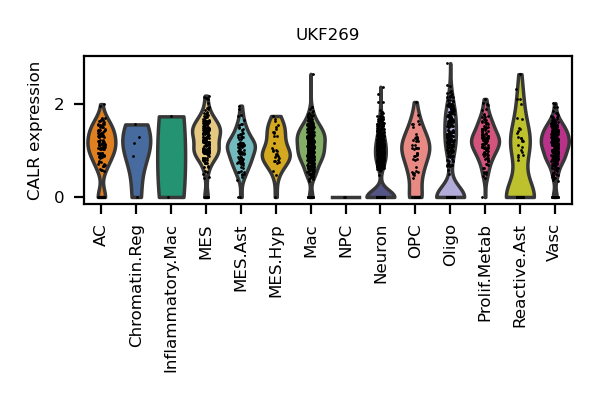 UKF269
CALR expression
2
0
AC
Chromatin.Reg
Inflammatory.Mac
MES
MES.Ast
MES.Hyp
Mac
NPC
Neuron
OPC
Oligo
Prolif.Metab
Reactive.Ast
Vasc